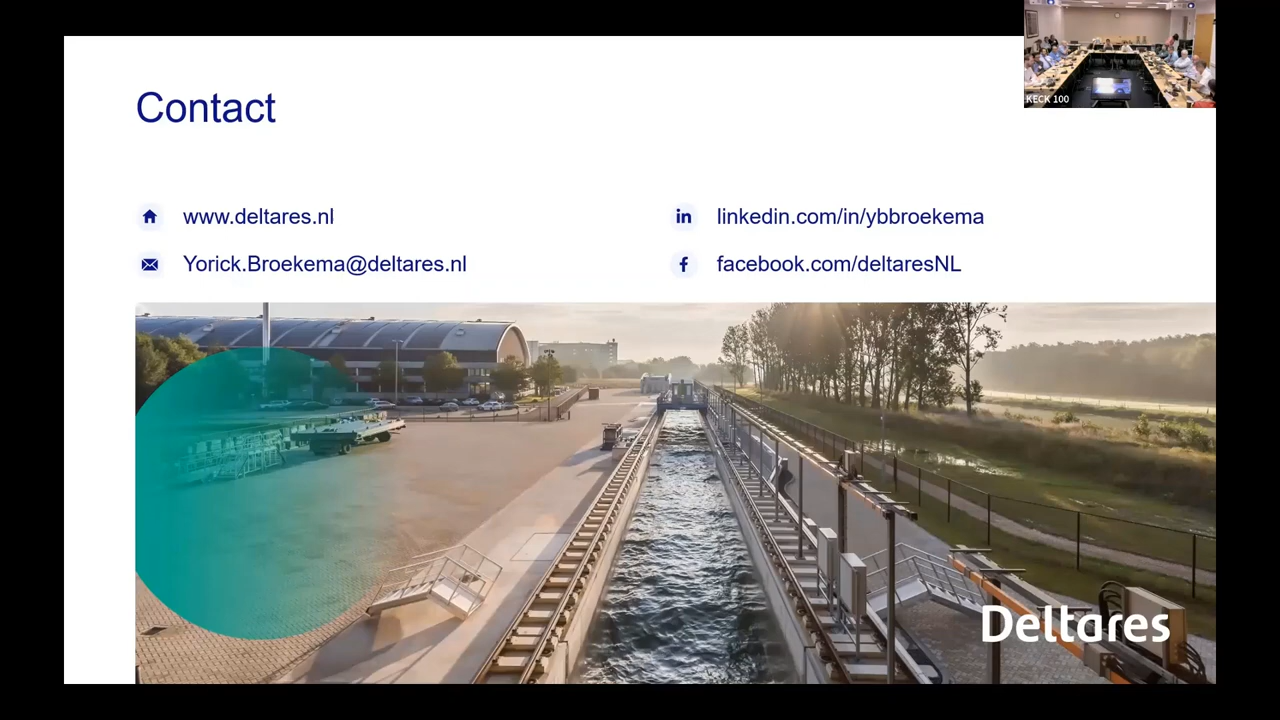 KECK 100
Contact
www.deltares.nl
Yorick.Broekema@deltares.nl
linkedin.com/in/ybbroekema
facebook.com/deltaresNL
Deltares